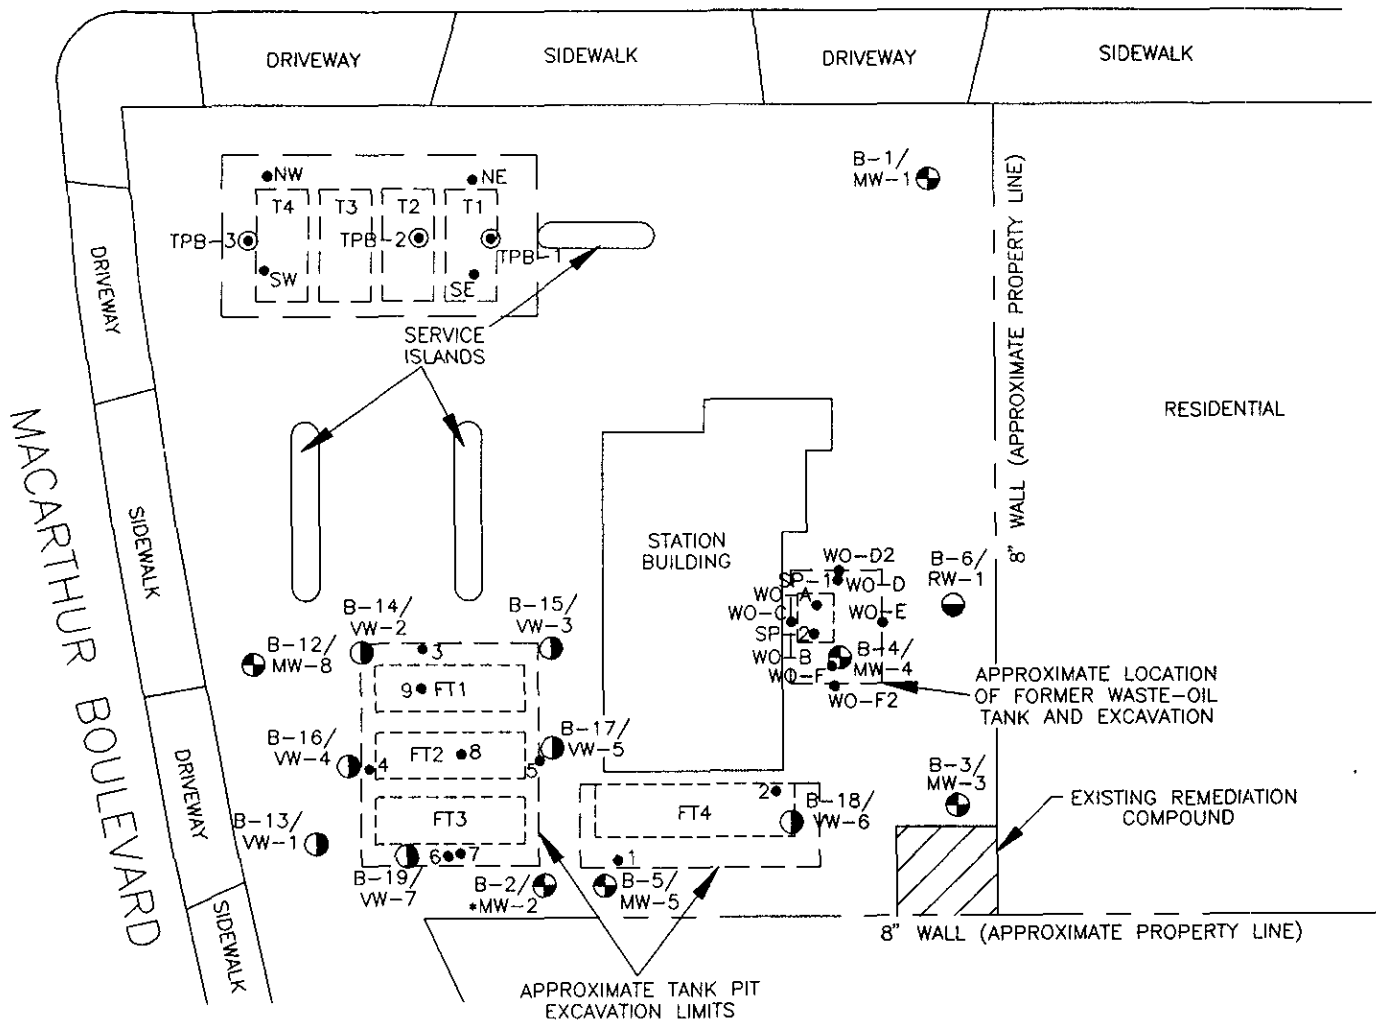 DRIVEWAY
SIDEWALK
DRIVEWAY
SIDEWALK
B-1/
MW-1
NW
NE
T4
T3
T2
T1
TPB-3
TPB-2
TPB-1
SW
SE
DRIVEWAY
SERVICE
ISLANDS
8" WALL (APPROXIMATE PROPERTY LINE)
RESIDENTIAL
MACARTHUR BOULEVARD
SIDEWALK
STATION
BUILDING
WO-D2
SP-1
WO-D
WO-A
WO-C
WO-E
SP-2
WO-B
WO-F
B-4/
MW-4
WO-F2
B-6/
RW-1
B-14/
VW-2
B-15/
VW-3
B-12/
MW-8
3
9
FT1
APPROXIMATE LOCATION
OF FORMER WASTE-OIL
TANK AND EXCAVATION
B-16/
VW-4
4
FT2
8
5
B-17/
VW-5
DRIVEWAY
B-13/
VW-1
FT3
6
7
B-19/
VW-7
2
FT4
B-18/
VW-6
1
B-3/
MW-3
EXISTING REMEDIATION
COMPOUND
B-2/
*MW-2
B-5/
MW-5
SIDEWALK
8" WALL (APPROXIMATE PROPERTY LINE)
APPROXIMATE TANK PIT
EXCAVATION LIMITS